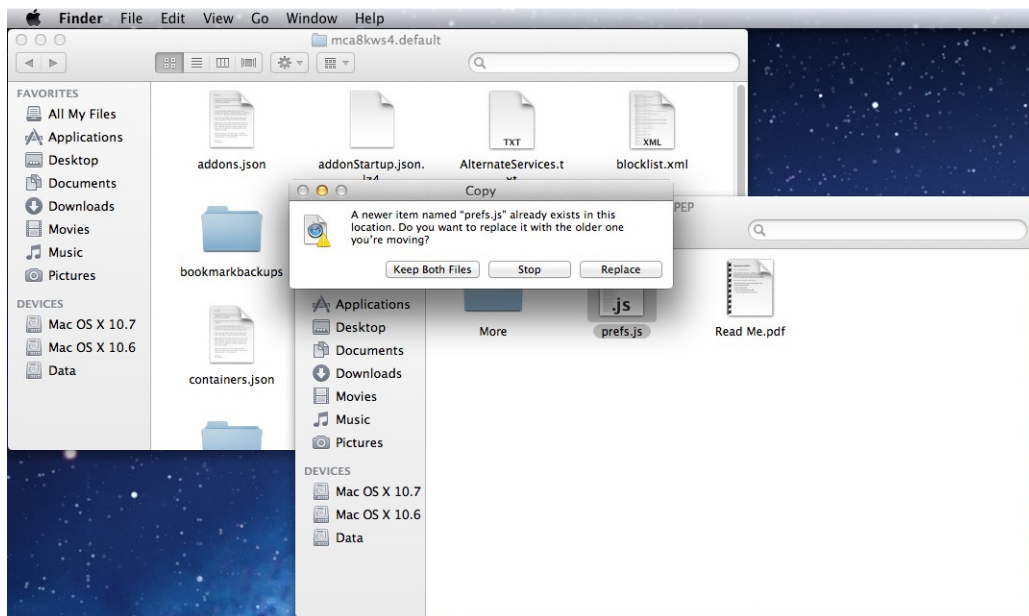 Finder File Edit View Go Window Help
mca8kws4.default
FAVORITES
All My Files
Applications
Desktop
Documents
Downloads
Movies
Music
Pictures
DEVICES
Mac OS X 10.7
Mac OS X 10.6
Data
addons.json
addonStartup.json.
lz4
TXT
AlternateServices.t
xt
XML
blocklist.xml
bookmarkbackups
containers.json
Copy
A newer item named "prefs.js" already exists in this
location. Do you want to replace it with the older one
you're moving?
Keep Both Files
Stop
Replace
PEP
Applications
Desktop
Documents
Downloads
Movies
Music
Pictures
DEVICES
Mac OS X 10.7
Mac OS X 10.6
Data
More
.js
prefs.js
Read Me.pdf